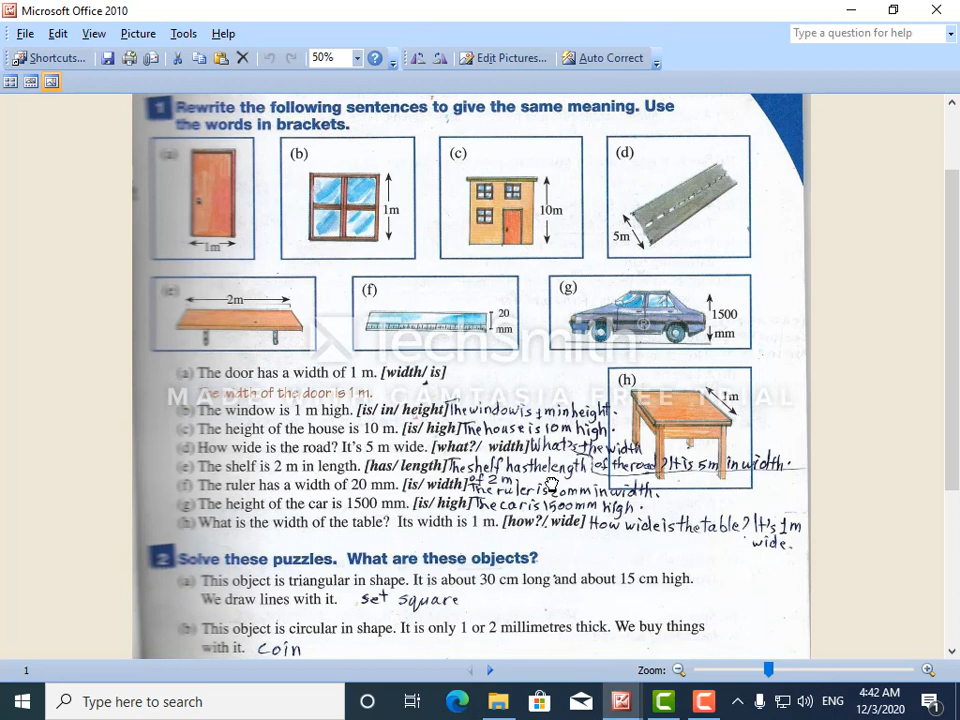 Microsoft Office 2010
File Edit View Picture Tools Help
Type a question for help
Shortcuts...
50%
Edit Pictures...
Auto Correct
1 Rewrite the following sentences to give the same meaning. Use
the words in brackets.
(a)
(b)
(c)
(d)
1m
1m
10m
5m
(e)
(f)
(g)
2m
20
mm
1500
mm
TechSmith
MADE WITH CAMTASIA FREE TRIAL
(h)
1m
(a) The door has a width of 1 m. [width/ is]
The width of the door is 1 m.
(b) The window is 1 m high. [is/ in/ height] The window is 1m in height.
(c) The height of the house is 10 m. [is/ high] The house is 10m high.
(d) How wide is the road? It's 5 m wide. [what?/ width] What's the width
of the road? It is 5m in width.
(e) The shelf is 2 m in length. [has/ length] The shelf has the length
of 2 m
(f) The ruler has a width of 20 mm. [is/ width] The ruler is 20mm in width.
(g) The height of the car is 1500 mm. [is/ high] The car is 1500 mm high.
(h) What is the width of the table? Its width is 1 m. [how?/ wide] How wide is the table? It's 1m
wide.
2 Solve these puzzles. What are these objects?
(a) This object is triangular in shape. It is about 30 cm long and about 15 cm high.
We draw lines with it. set square
(b) This object is circular in shape. It is only 1 or 2 millimetres thick. We buy things
with it. coin
1
Zoom:
Type here to search
ENG
4:42 AM
12/3/2020
1